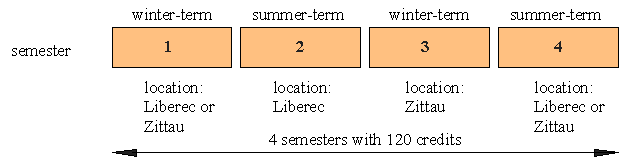 winter-term summer-term winter-term summer-term
semester 1 2 3 4
location: location: location: location:
Liberec or Liberec Zittau Liberec or
Zittau Zittau
4 semesters with 120 credits